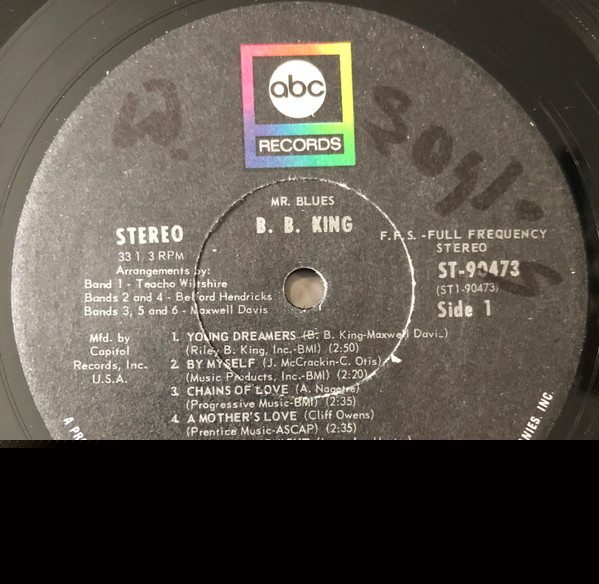 abc
RECORDS
MR. BLUES
B. B. KING
STEREO
33 1/3 RPM
F.F.S. -FULL FREQUENCY
STEREO
ST-90473
(ST1-90473)
Side 1
Arrangements by:
Band 1 - Teacho Wiltshire
Bands 2 and 4 - Belford Hendricks
Bands 3, 5 and 6 - Maxwell Davis
Mfd. by
Capitol
Records, Inc.
U.S.A.
1. YOUNG DREAMERS (B. B. King-Maxwell Davis)
(Riley B. King, Inc.-BMI) (2:50)
2. BY MYSELF (J. McCrackin-C. Otis)
(Music Products, Inc.-BMI) (2:20)
3. CHAINS OF LOVE (A. Nugetre)
(Progressive Music-BMI) (2:35)
4. A MOTHER'S LOVE (Cliff Owens)
(Prentice Music-ASCAP) (2:35)
A
INC.